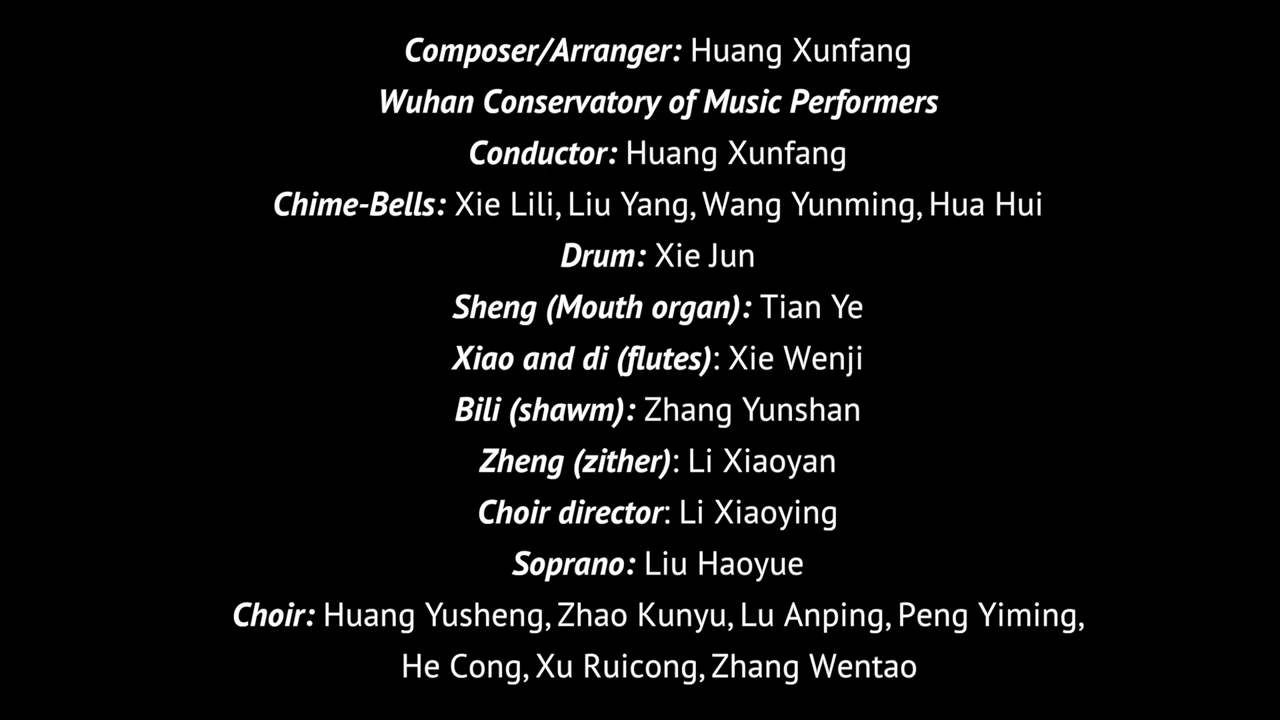 Composer/Arranger: Huang Xunfang
Wuhan Conservatory of Music Performers
Conductor: Huang Xunfang
Chime-Bells: Xie Lili, Liu Yang, Wang Yunming, Hua Hui
Drum: Xie Jun
Sheng (Mouth organ): Tian Ye
Xiao and di (flutes): Xie Wenji
Bili (shawm): Zhang Yunshan
Zheng (zither): Li Xiaoyan
Choir director: Li Xiaoying
Soprano: Liu Haoyue
Choir: Huang Yusheng, Zhao Kunyu, Lu Anping, Peng Yiming,
He Cong, Xu Ruicong, Zhang Wentao